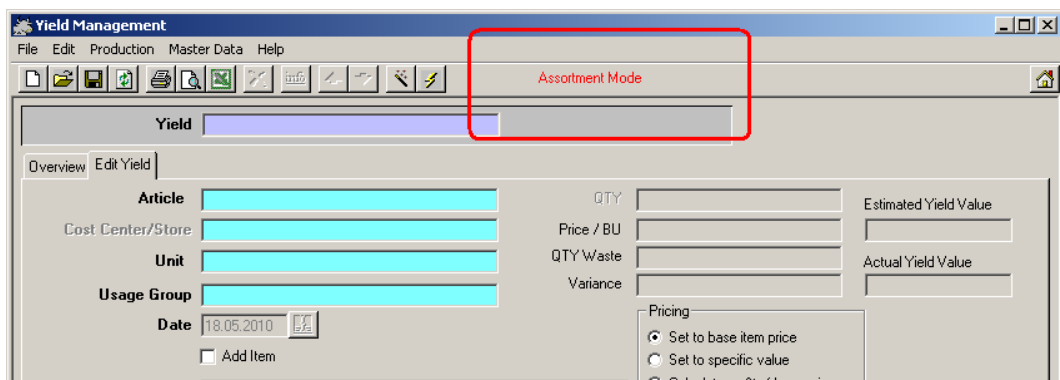 Yield Management
File Edit Production Master Data Help
info
Assortment Mode
Yield
Overview Edit Yield
Article
Cost Center/Store
Unit
Usage Group
Date 18.05.2010
Add Item
QTY
Price / BU
QTY Waste
Variance
Estimated Yield Value
Actual Yield Value
Pricing
Set to base item price
Set to specific value